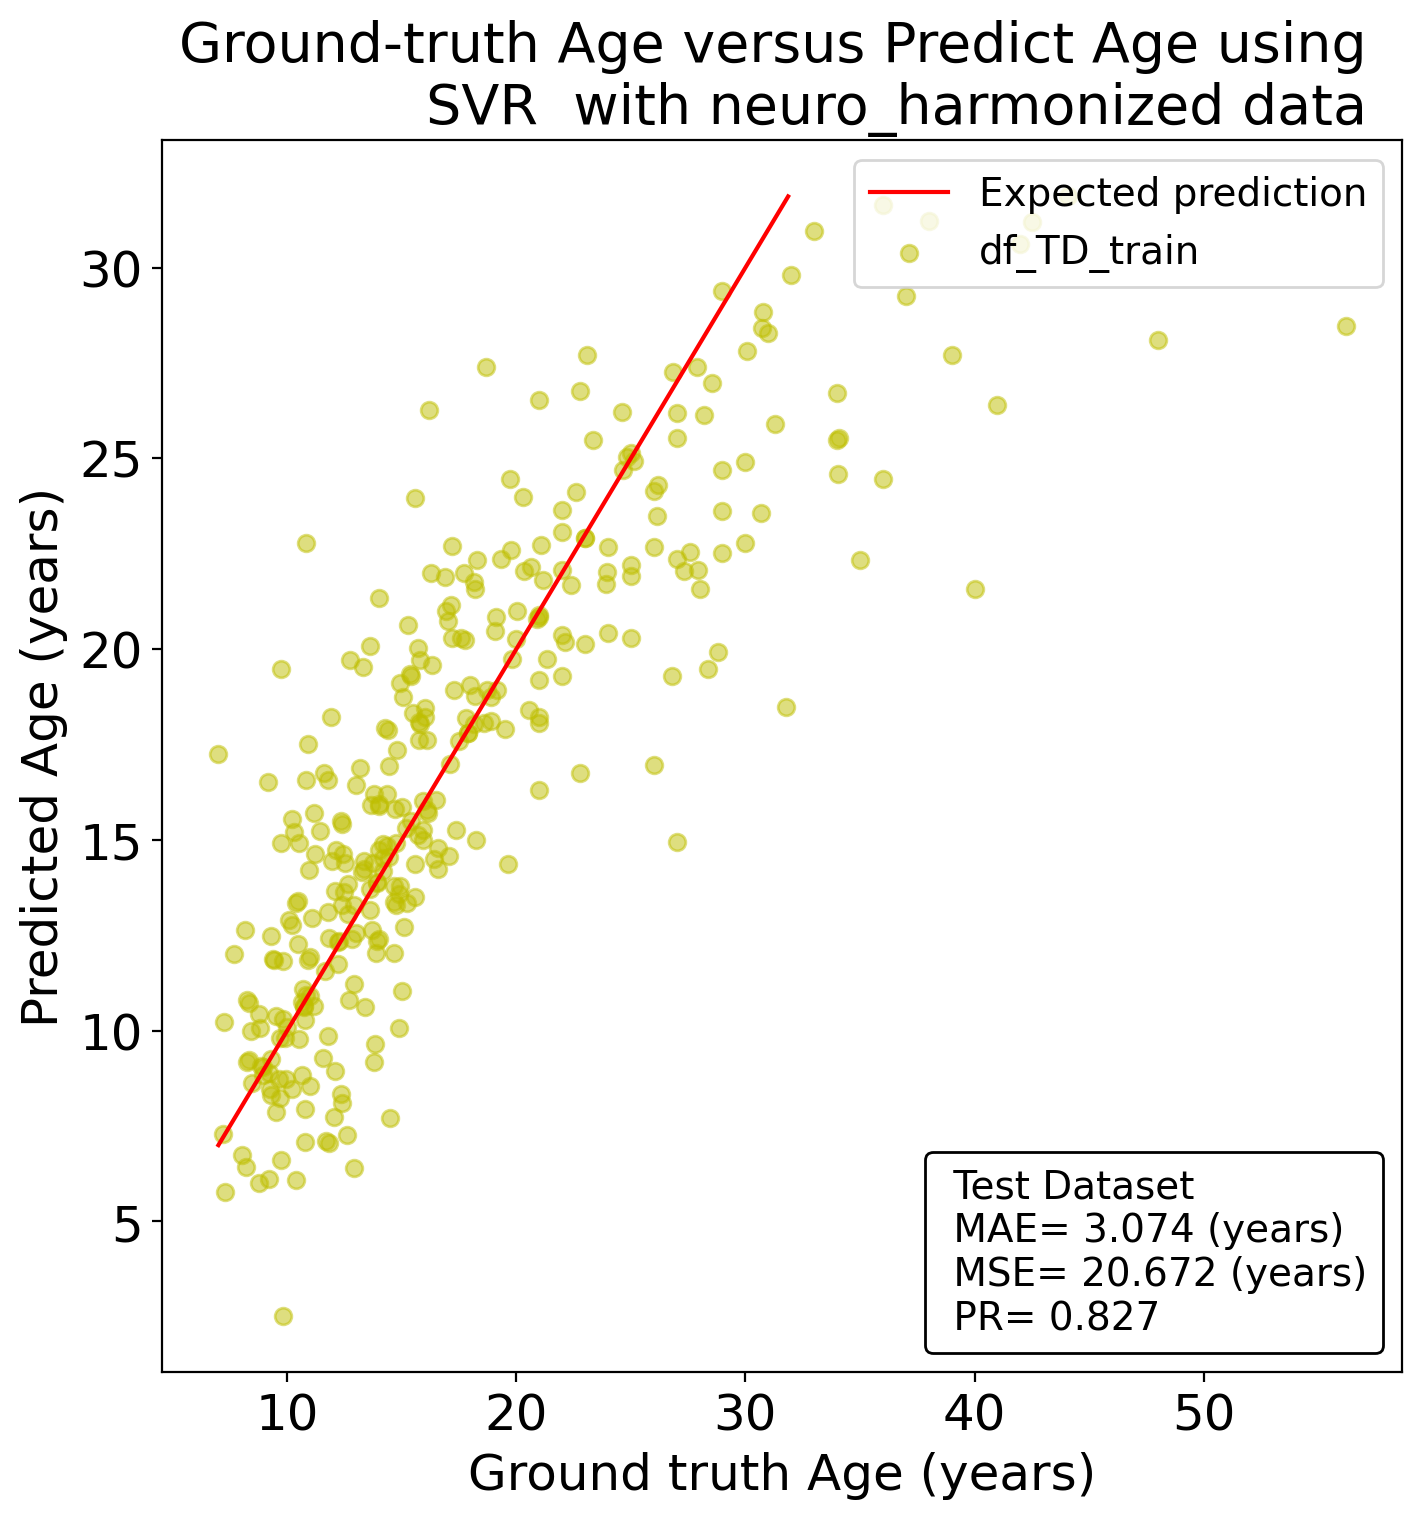 Ground-truth Age versus Predict Age using
SVR  with neuro_harmonized data
Expected prediction
df_TD_train
30
25
20
15
10
5
Predicted Age (years)
Test Dataset
MAE= 3.074 (years)
MSE= 20.672 (years)
PR= 0.827
10 20 30 40 50
Ground truth Age (years)